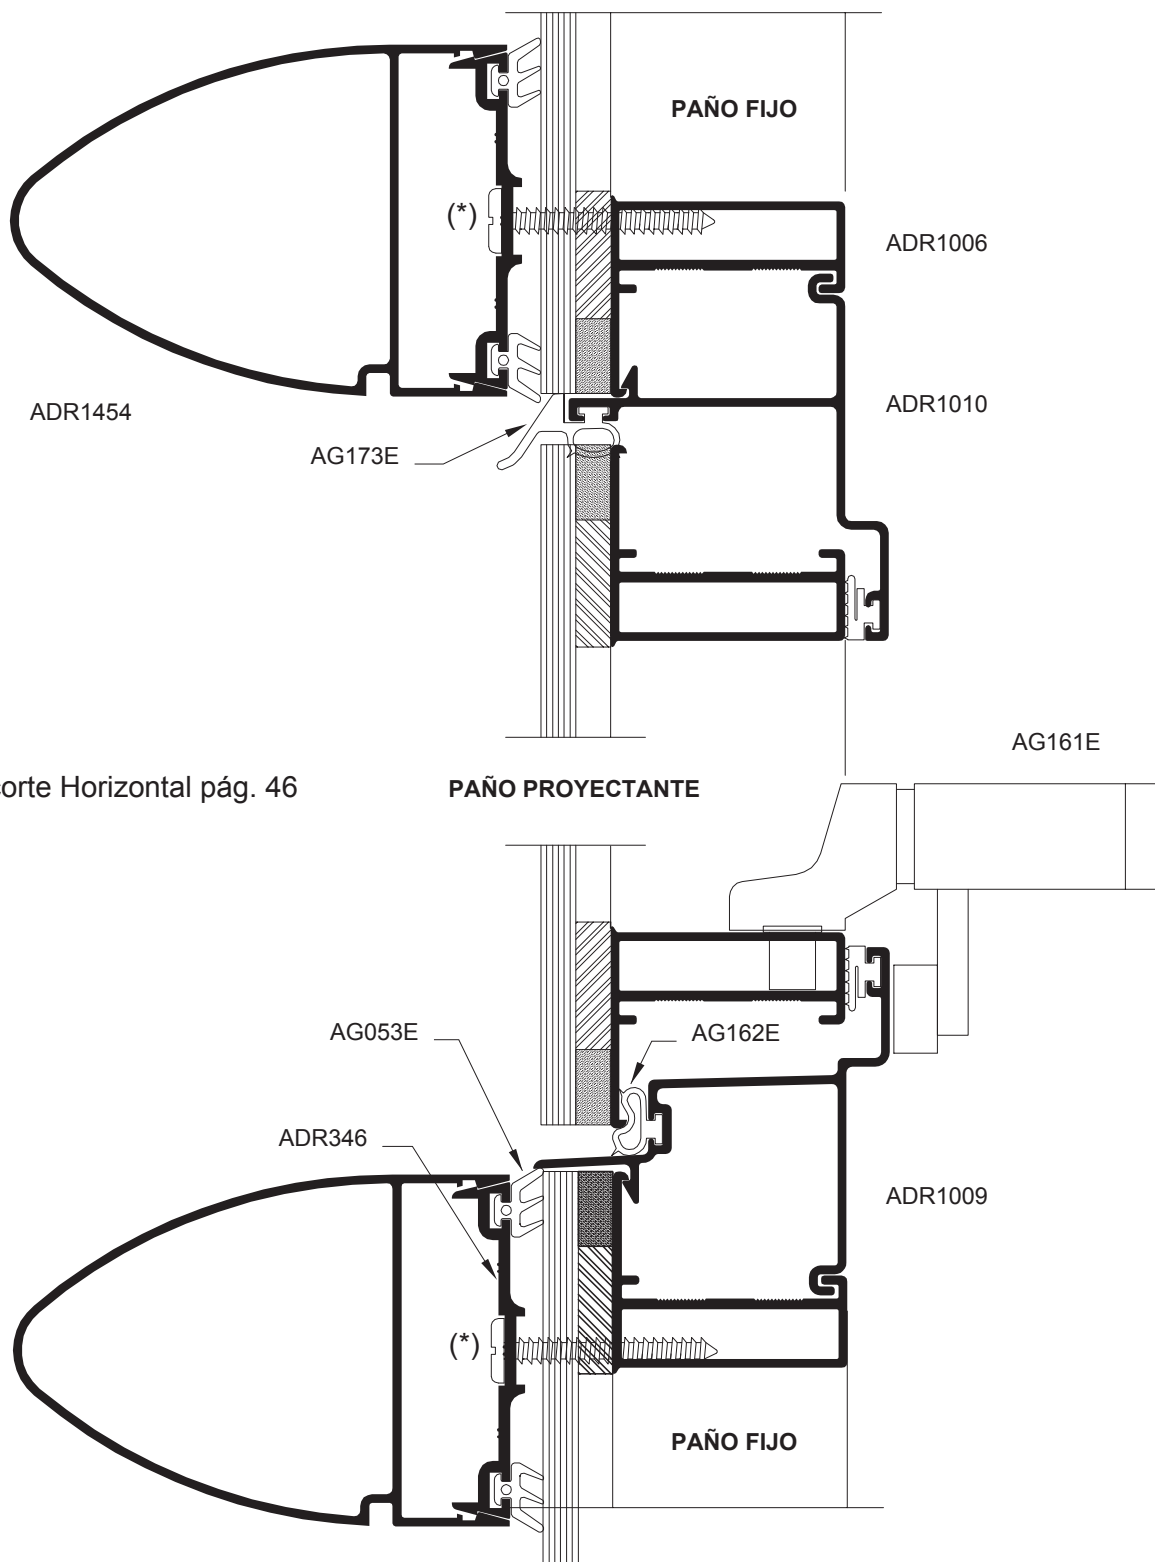 PAÑO FIJO
(*)
ADR1006
ADR1454
ADR1010
AG173E
AG161E
orte Horizontal pág. 46
PAÑO PROYECTANTE
AG053E
AG162E
ADR346
ADR1009
(*)
PAÑO FIJO